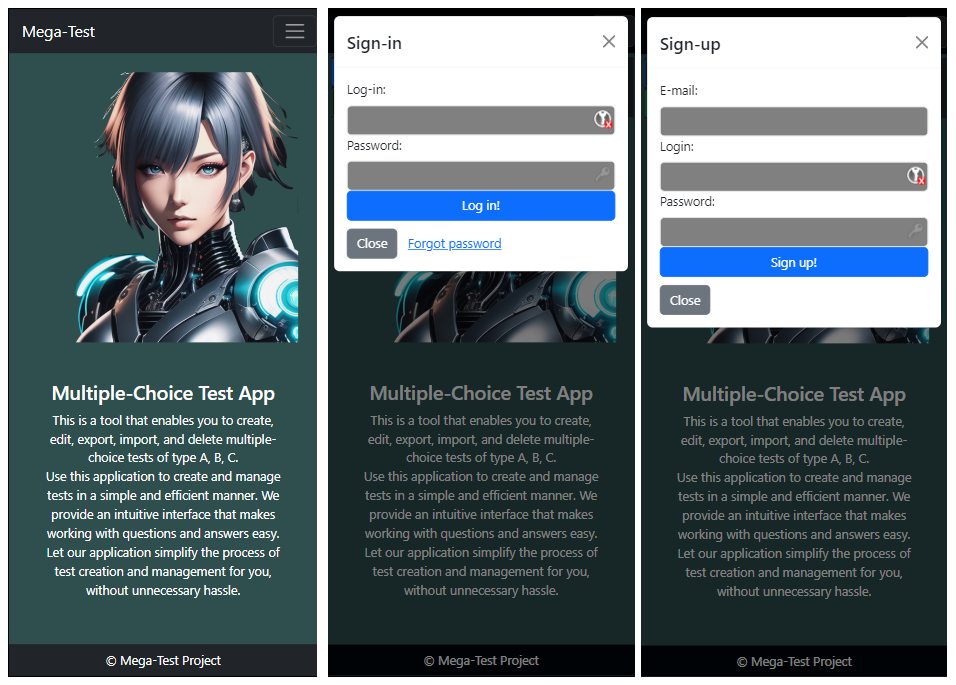 Mega-Test
Multiple-Choice Test App
This is a tool that enables you to create,
edit, export, import, and delete multiple-
choice tests of type A, B, C.
Use this application to create and manage
tests in a simple and efficient manner. We
provide an intuitive interface that makes
working with questions and answers easy.
Let our application simplify the process of
test creation and management for you,
without unnecessary hassle.
© Mega-Test Project
Sign-in
Log-in:
Password:
Log in!
Close Forgot password
Multiple-Choice Test App
This is a tool that enables you to create,
edit, export, import, and delete multiple-
choice tests of type A, B, C.
Use this application to create and manage
tests in a simple and efficient manner. We
provide an intuitive interface that makes
working with questions and answers easy.
Let our application simplify the process of
test creation and management for you,
without unnecessary hassle.
© Mega-Test Project
Sign-up
E-mail:
Login:
Password:
Sign up!
Close
Multiple-Choice Test App
This is a tool that enables you to create,
edit, export, import, and delete multiple-
choice tests of type A, B, C.
Use this application to create and manage
tests in a simple and efficient manner. We
provide an intuitive interface that makes
working with questions and answers easy.
Let our application simplify the process of
test creation and management for you,
without unnecessary hassle.
© Mega-Test Project